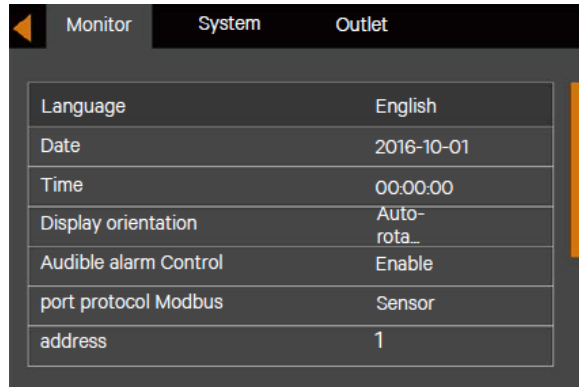 Monitor System Outlet
Language English
Date 2016-10-01
Time 00:00:00
Display orientation Auto-
rota...
Audible alarm Control Enable
port protocol Modbus Sensor
address 1